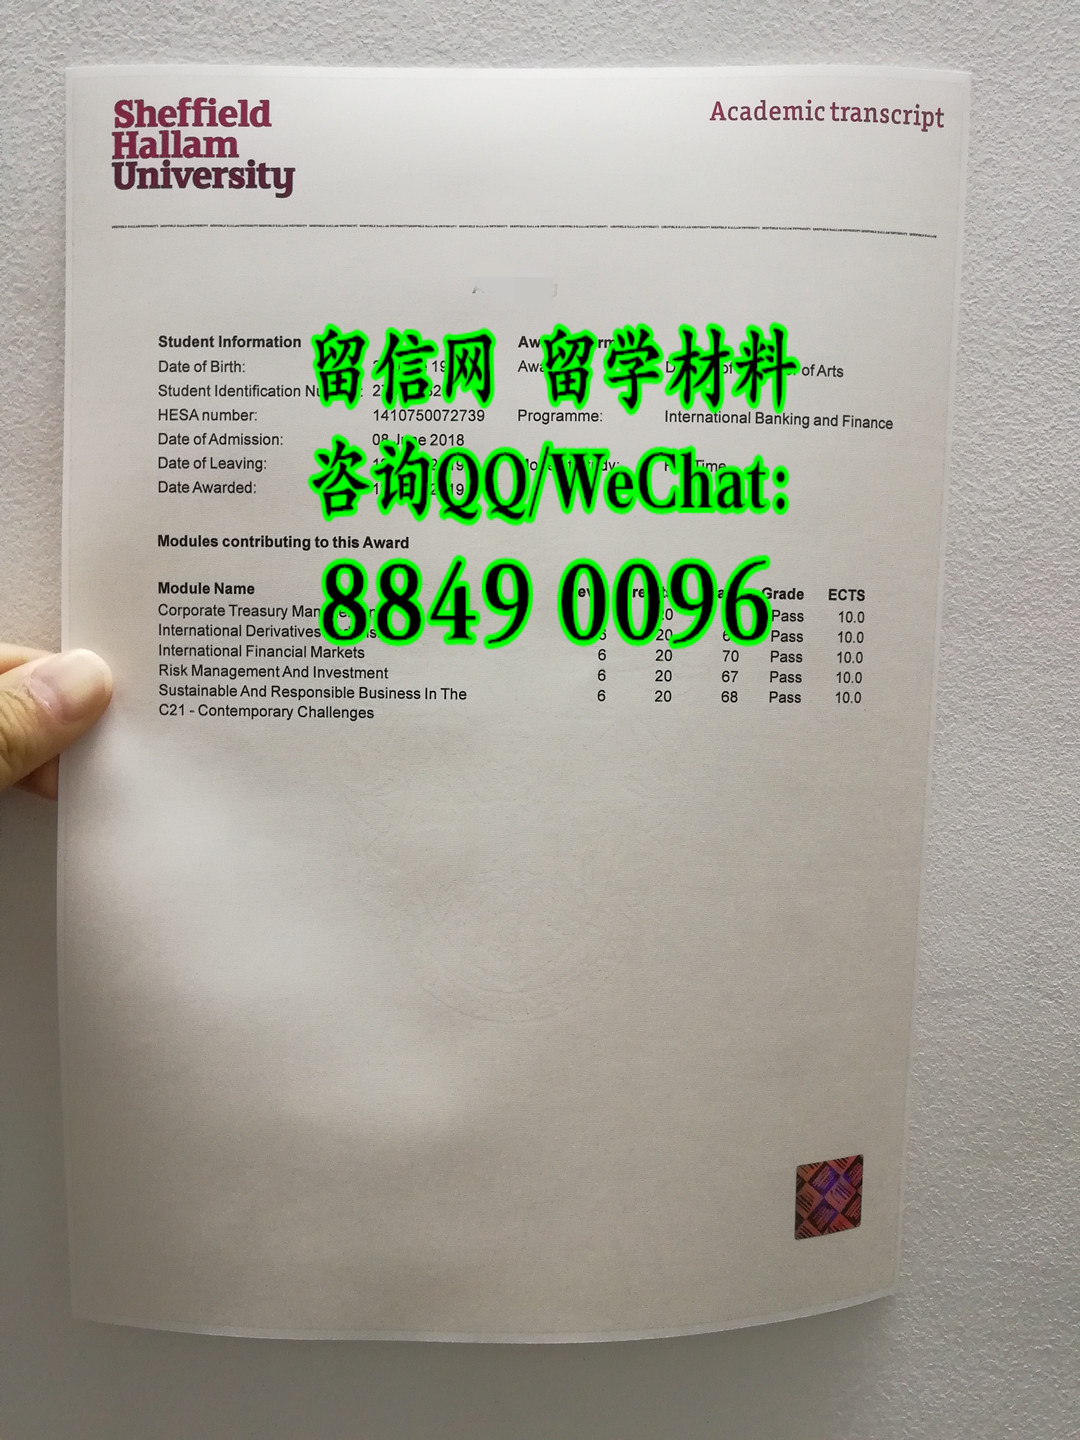 Sheffield
Hallam
University
Academic transcript
留信网 留学材料
咨询QQ/WeChat:
8849 0096
Student Information
Date of Birth:
Student Identification
HESA number: 1410750072739 Programme: International Banking and Finance
Date of Admission: 08 June 2018
Date of Leaving: Time
Date Awarded:
of Arts
Modules contributing to this Award
Module Name Grade ECTS
Corporate Treasury 20 Pass 10.0
International Derivatives 20 Pass 10.0
International Financial Markets 6 20 70 Pass 10.0
Risk Management And Investment 6 20 67 Pass 10.0
Sustainable And Responsible Business In The 6 20 68 Pass 10.0
C21 - Contemporary Challenges